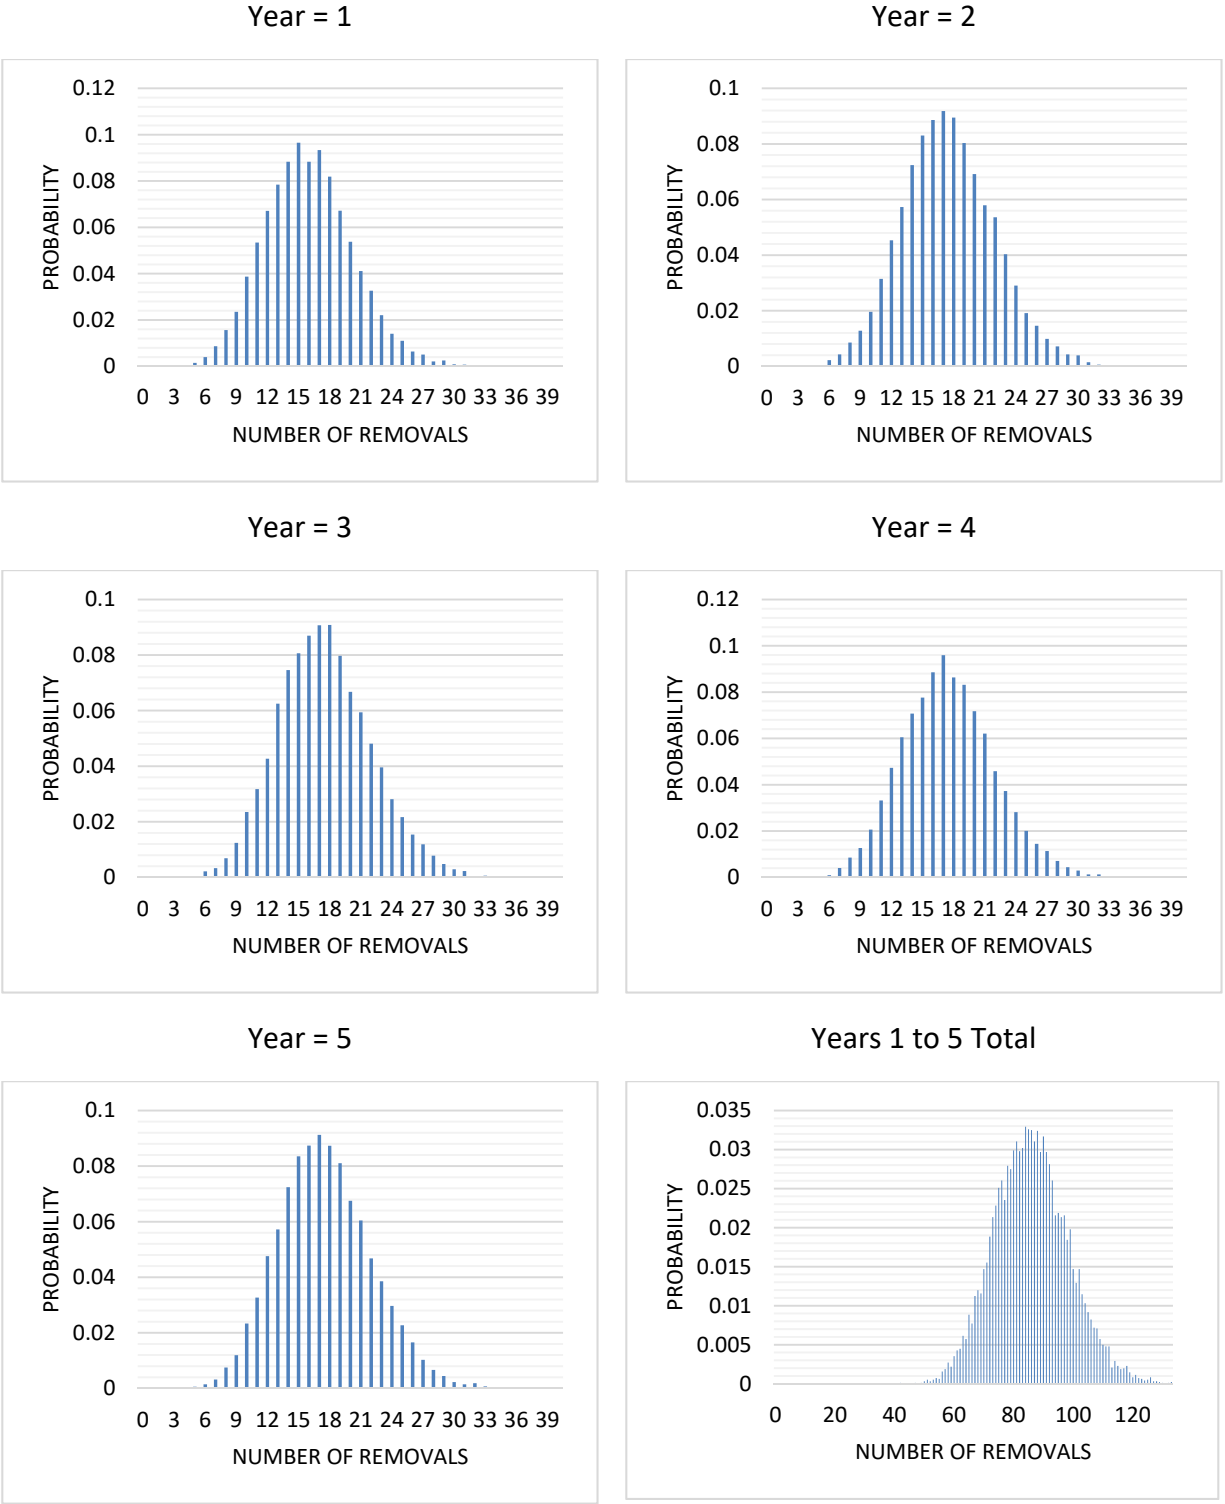 Year = 1
0.12
0.1
0.08
0.06
0.04
0.02
0
PROBABILITY
0 3 6 9 12 15 18 21 24 27 30 33 36 39
NUMBER OF REMOVALS
Year = 2
0.1
0.08
0.06
0.04
0.02
0
PROBABILITY
0 3 6 9 12 15 18 21 24 27 30 33 36 39
NUMBER OF REMOVALS
Year = 3
0.1
0.08
0.06
0.04
0.02
0
PROBABILITY
0 3 6 9 12 15 18 21 24 27 30 33 36 39
NUMBER OF REMOVALS
Year = 4
0.12
0.1
0.08
0.06
0.04
0.02
0
PROBABILITY
0 3 6 9 12 15 18 21 24 27 30 33 36 39
NUMBER OF REMOVALS
Year = 5
0.1
0.08
0.06
0.04
0.02
0
PROBABILITY
0 3 6 9 12 15 18 21 24 27 30 33 36 39
NUMBER OF REMOVALS
Years 1 to 5 Total
0.035
0.03
0.025
0.02
0.015
0.01
0.005
0
PROBABILITY
0 20 40 60 80 100 120
NUMBER OF REMOVALS